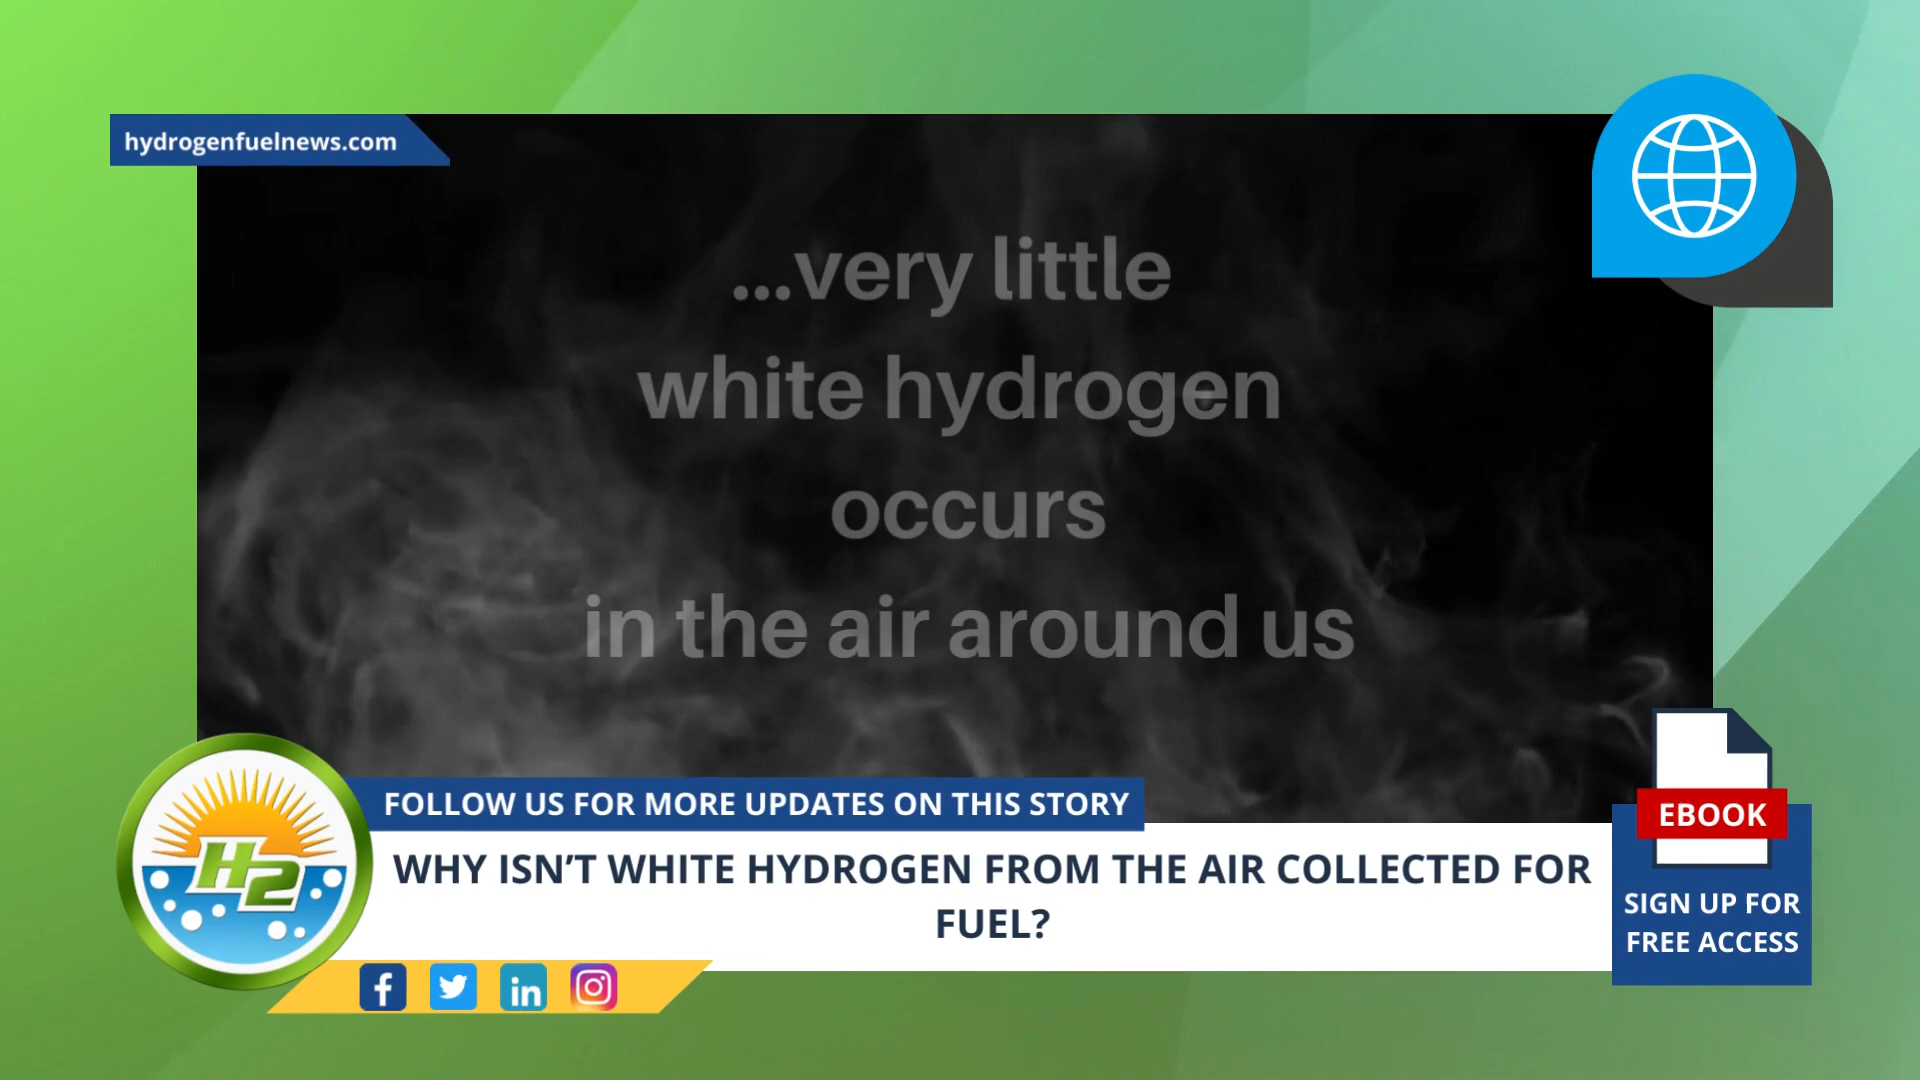 hydrogenfuelnews.com
...very little
white hydrogen
occurs
in the air around us
FOLLOW US FOR MORE UPDATES ON THIS STORY
WHY ISN’T WHITE HYDROGEN FROM THE AIR COLLECTED FOR
FUEL?
H2
EBOOK
SIGN UP FOR
FREE ACCESS
f
in